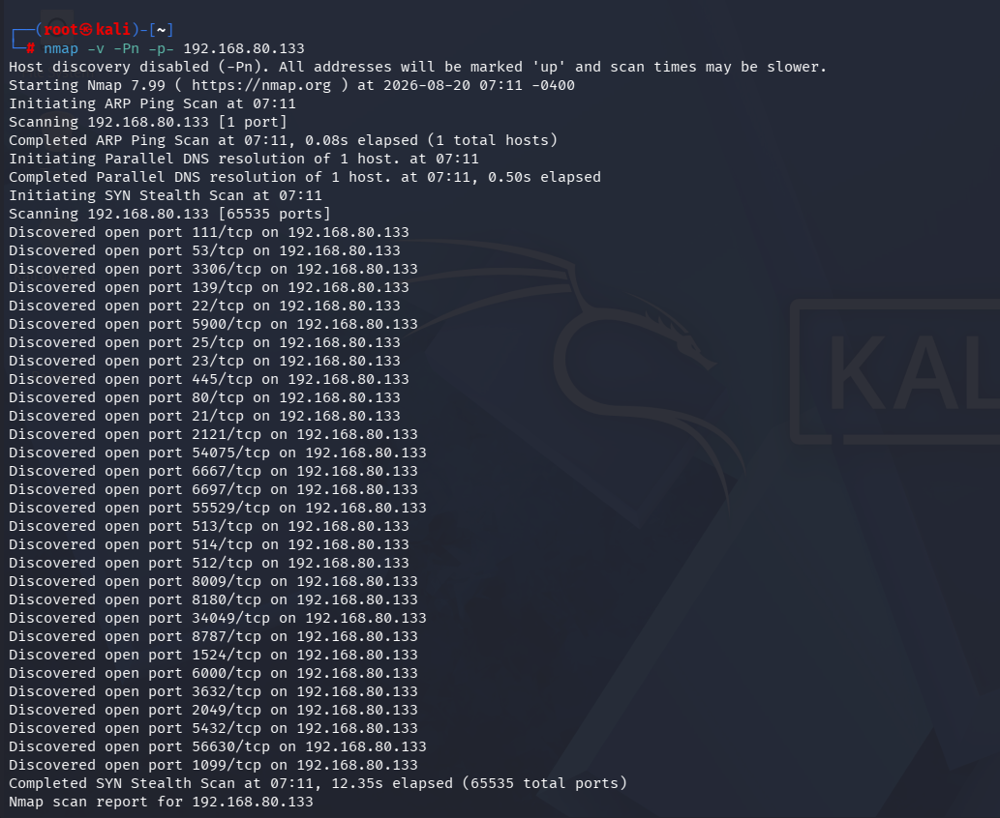 ┌──(root㉿kali)-[~]
└─# nmap -v -Pn -p- 192.168.80.133
Host discovery disabled (-Pn). All addresses will be marked 'up' and scan times may be slower.
Starting Nmap 7.99 ( https://nmap.org ) at 2026-08-20 07:11 -0400
Initiating ARP Ping Scan at 07:11
Scanning 192.168.80.133 [1 port]
Completed ARP Ping Scan at 07:11, 0.08s elapsed (1 total hosts)
Initiating Parallel DNS resolution of 1 host. at 07:11
Completed Parallel DNS resolution of 1 host. at 07:11, 0.50s elapsed
Initiating SYN Stealth Scan at 07:11
Scanning 192.168.80.133 [65535 ports]
Discovered open port 111/tcp on 192.168.80.133
Discovered open port 53/tcp on 192.168.80.133
Discovered open port 3306/tcp on 192.168.80.133
Discovered open port 139/tcp on 192.168.80.133
Discovered open port 22/tcp on 192.168.80.133
Discovered open port 5900/tcp on 192.168.80.133
Discovered open port 25/tcp on 192.168.80.133
Discovered open port 23/tcp on 192.168.80.133
Discovered open port 445/tcp on 192.168.80.133
Discovered open port 80/tcp on 192.168.80.133
Discovered open port 21/tcp on 192.168.80.133
Discovered open port 2121/tcp on 192.168.80.133
Discovered open port 54075/tcp on 192.168.80.133
Discovered open port 6667/tcp on 192.168.80.133
Discovered open port 6697/tcp on 192.168.80.133
Discovered open port 55529/tcp on 192.168.80.133
Discovered open port 513/tcp on 192.168.80.133
Discovered open port 514/tcp on 192.168.80.133
Discovered open port 512/tcp on 192.168.80.133
Discovered open port 8009/tcp on 192.168.80.133
Discovered open port 8180/tcp on 192.168.80.133
Discovered open port 34049/tcp on 192.168.80.133
Discovered open port 8787/tcp on 192.168.80.133
Discovered open port 1524/tcp on 192.168.80.133
Discovered open port 6000/tcp on 192.168.80.133
Discovered open port 3632/tcp on 192.168.80.133
Discovered open port 2049/tcp on 192.168.80.133
Discovered open port 5432/tcp on 192.168.80.133
Discovered open port 56630/tcp on 192.168.80.133
Discovered open port 1099/tcp on 192.168.80.133
Completed SYN Stealth Scan at 07:11, 12.35s elapsed (65535 total ports)
Nmap scan report for 192.168.80.133
KAL